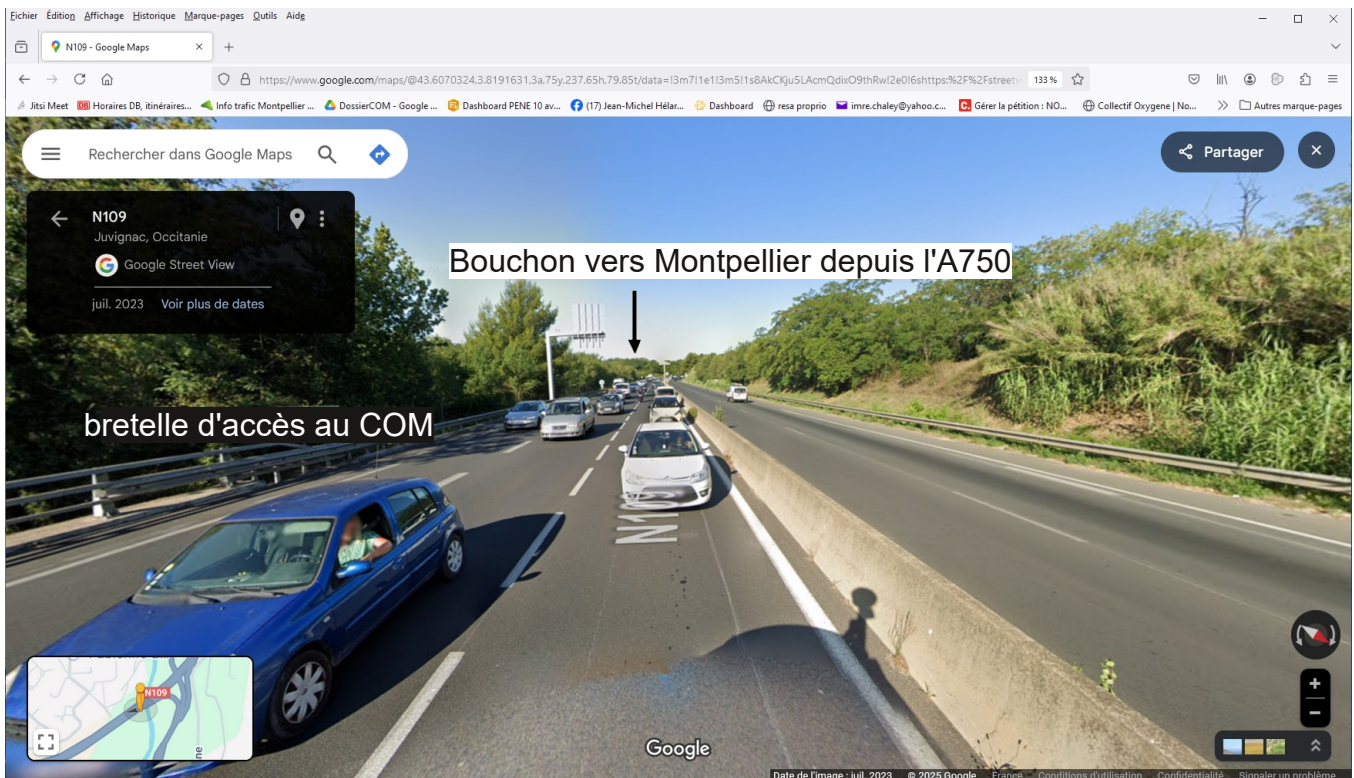 Fichier Édition Affichage Historique Marque-pages Outils Aide
N109 - Google Maps
https://www.google.com/maps/@43.6070324,3.8191631,3a,75y,237.65h,79.85t/data=!3m7!1e1!3m5!1s8AkCKju5LAcmQdixO9thRw!2e0!6shttps:%2F%2Fstreetv 133 %
Jitsi Meet DB Horaires DB, itinéraires... Info trafic Montpellier ... DossierCOM - Google ... Dashboard PENE 10 av... (17) Jean-Michel Hélar... Dashboard resa proprio imre.chaley@yahoo.c... Gérer la pétition : NO... Collectif Oxygene | No... Autres marque-pages
Rechercher dans Google Maps
Partager
N109
Juvignac, Occitanie
Google Street View
juil. 2023 Voir plus de dates
Bouchon vers Montpellier depuis l'A750
bretelle d'accès au COM
N109
N109
Google
Date de l'image : juil. 2023 © 2025 Google France Conditions d'utilisation Confidentialité Signaler un problème